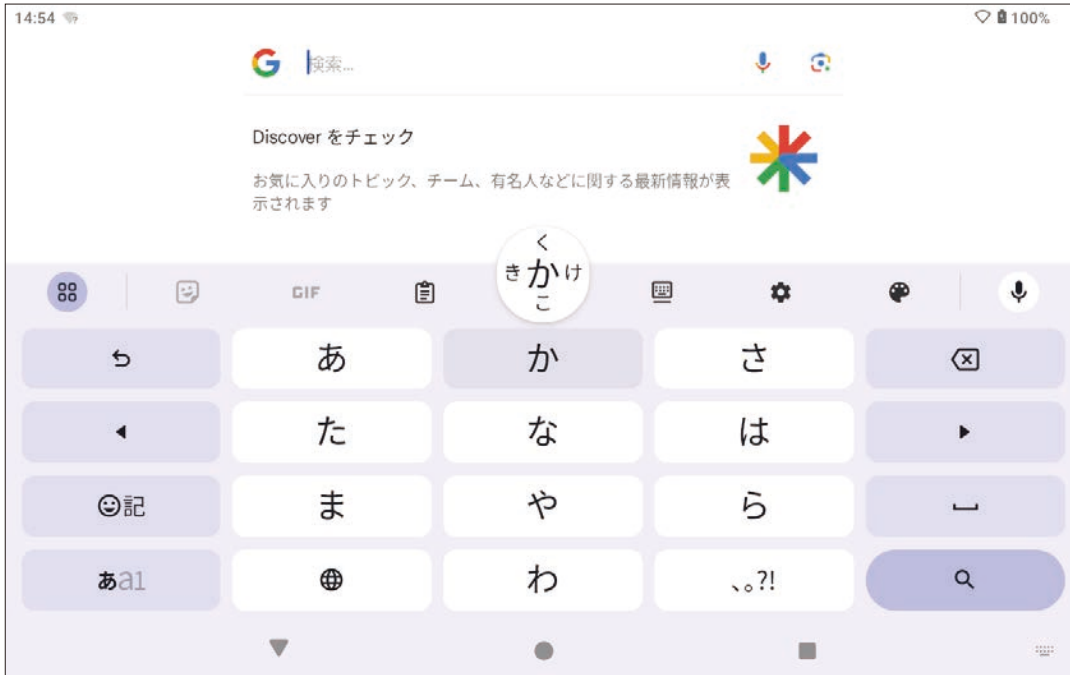 14:54
100%
検索...
Discover をチェック
お気に入りのトピック、チーム、有名人などに関する最新情報が表
示されます
く
きかけ
こ
GIF
あ か さ
た な は
☺記 ま や ら
あa1 わ 、。?!